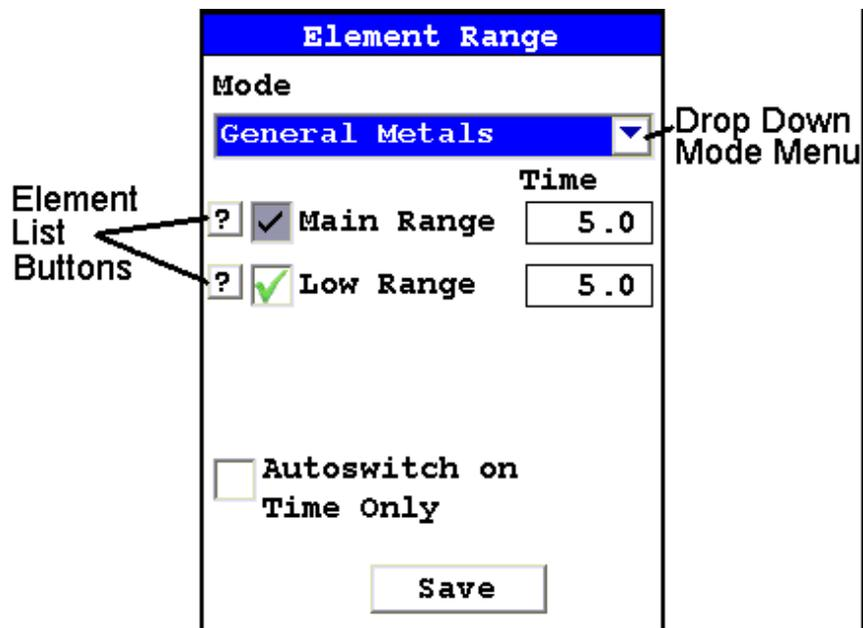 Element Range
Mode
General Metals
Drop Down
Mode Menu
Time
Element
List
Buttons
? Main Range 5.0
? Low Range 5.0
Autoswitch on
Time Only
Save